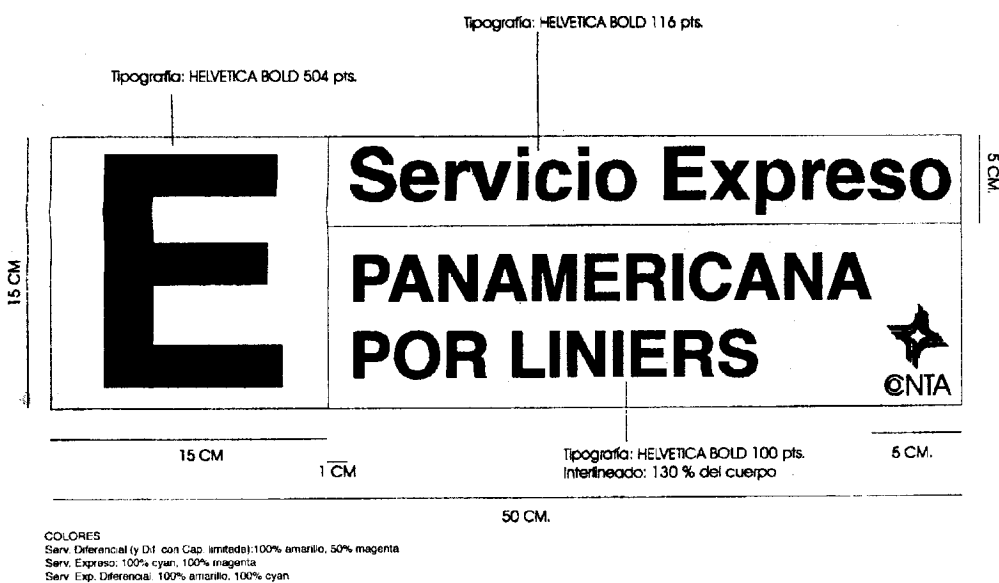 Tipografía: HELVETICA BOLD 116 pts.
Tipografía: HELVETICA BOLD 504 pts.
E
Servicio Expreso
5 CM.
15 CM
PANAMERICANA
POR LINIERS
CNTA
15 CM
1 CM
Tipografía: HELVETICA BOLD 100 pts.
Interlineado: 130 % del cuerpo
5 CM.
50 CM.
COLORES
Serv. Diferencial (y Dif. con Cap. limitada):100% amarillo, 50% magenta
Serv. Expreso: 100% cyan, 100% magenta
Serv. Exp. Diferencial: 100% amarillo, 100% cyan